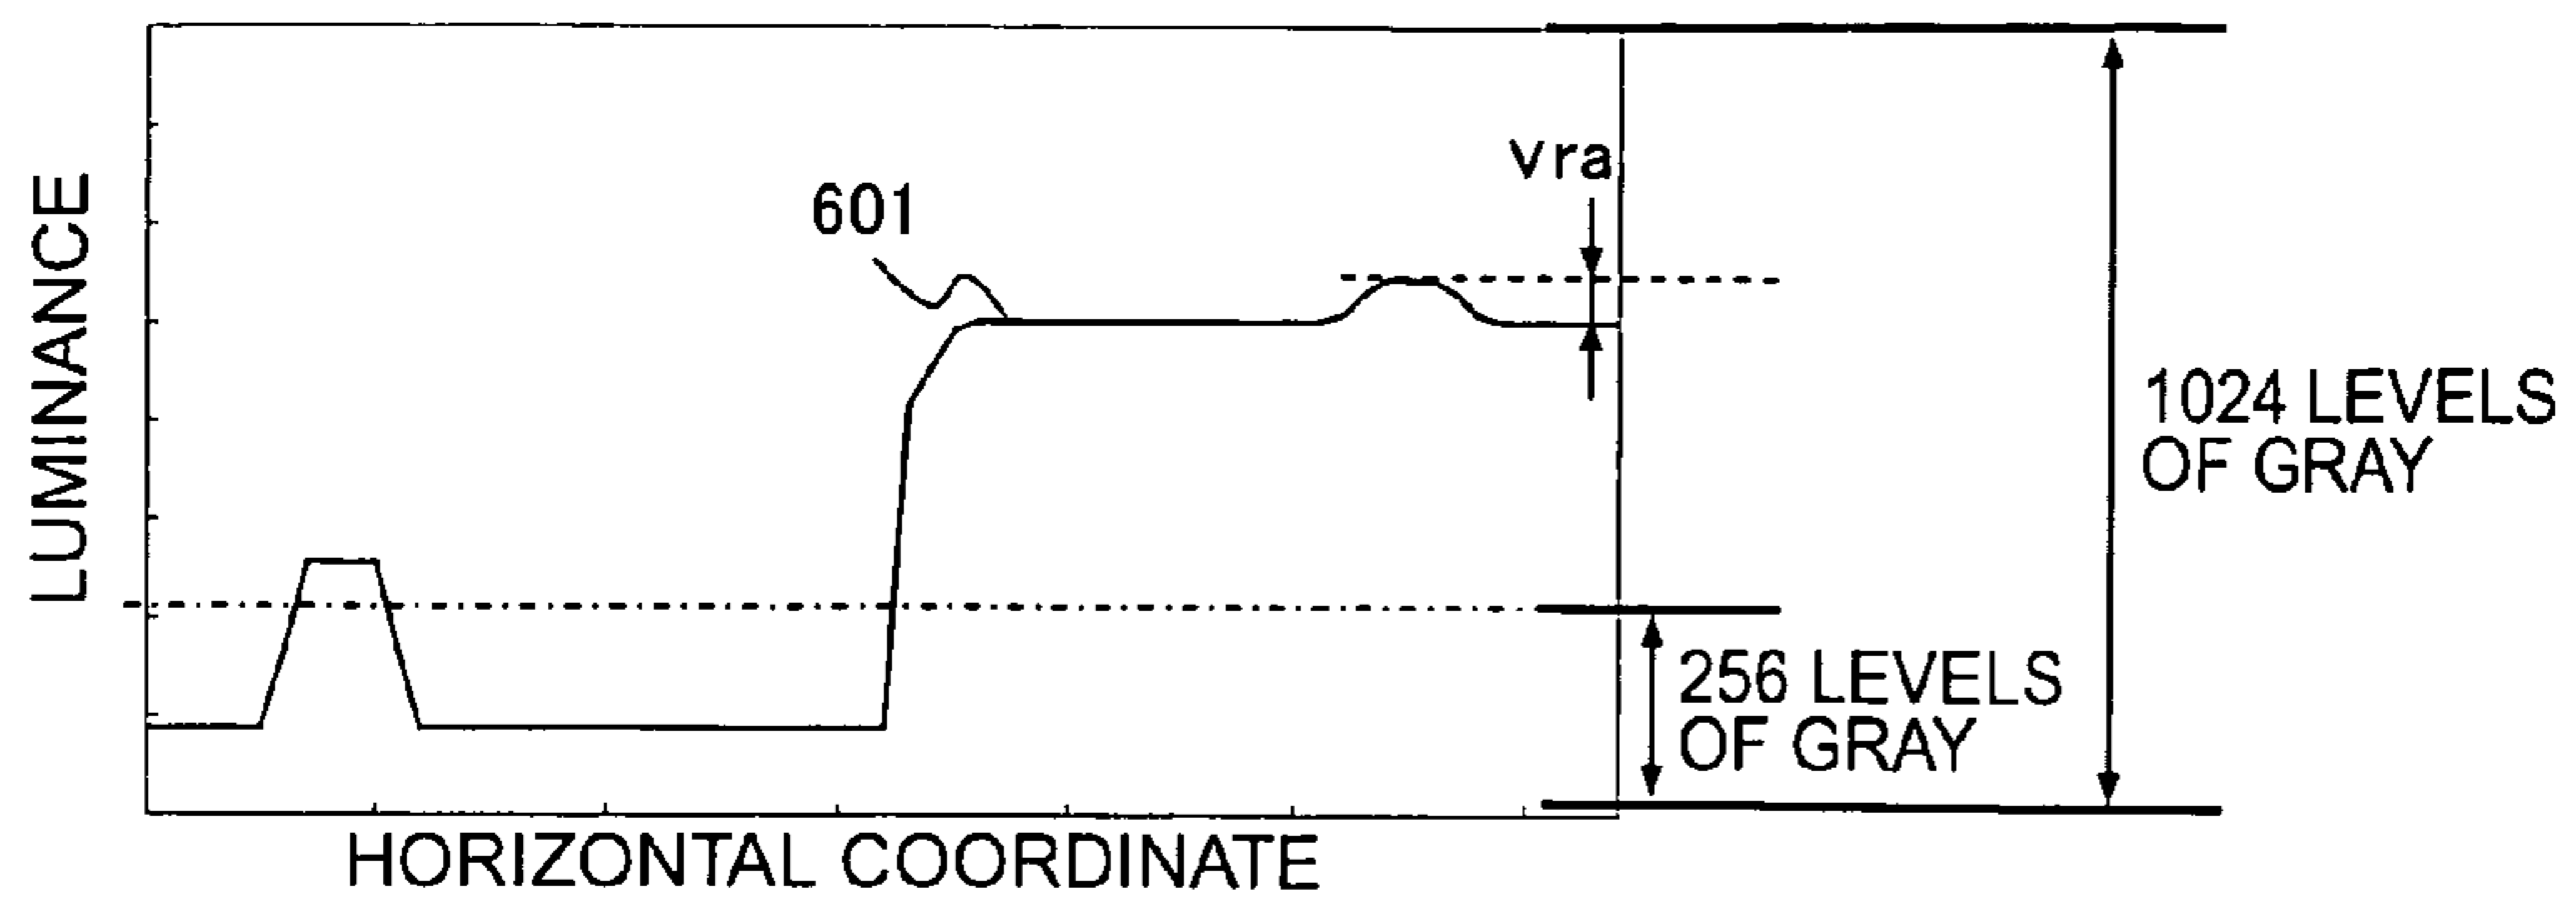 vra
601
LUMINANCE
1024 LEVELS
OF GRAY
256 LEVELS
OF GRAY
HORIZONTAL COORDINATE